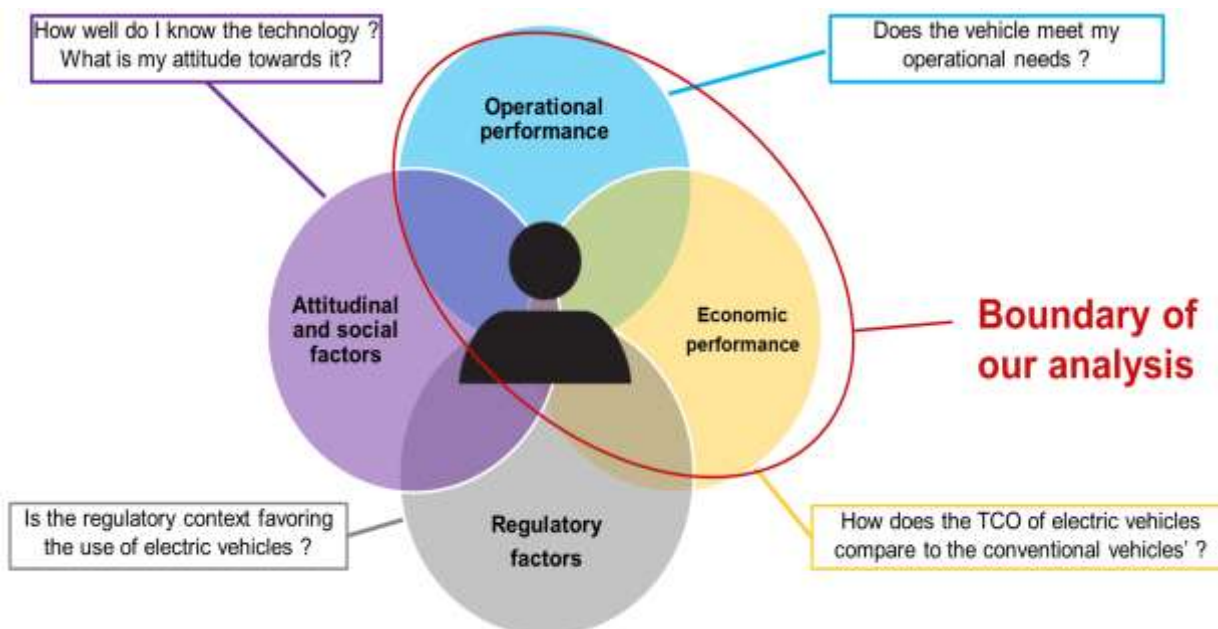 How well do I know the technology ?
What is my attitude towards it?
Does the vehicle meet my
operational needs ?
Operational
performance
Attitudinal
and social
factors
Economic
performance
Boundary of
our analysis
Is the regulatory context favoring
the use of electric vehicles ?
Regulatory
factors
How does the TCO of electric vehicles
compare to the conventional vehicles' ?